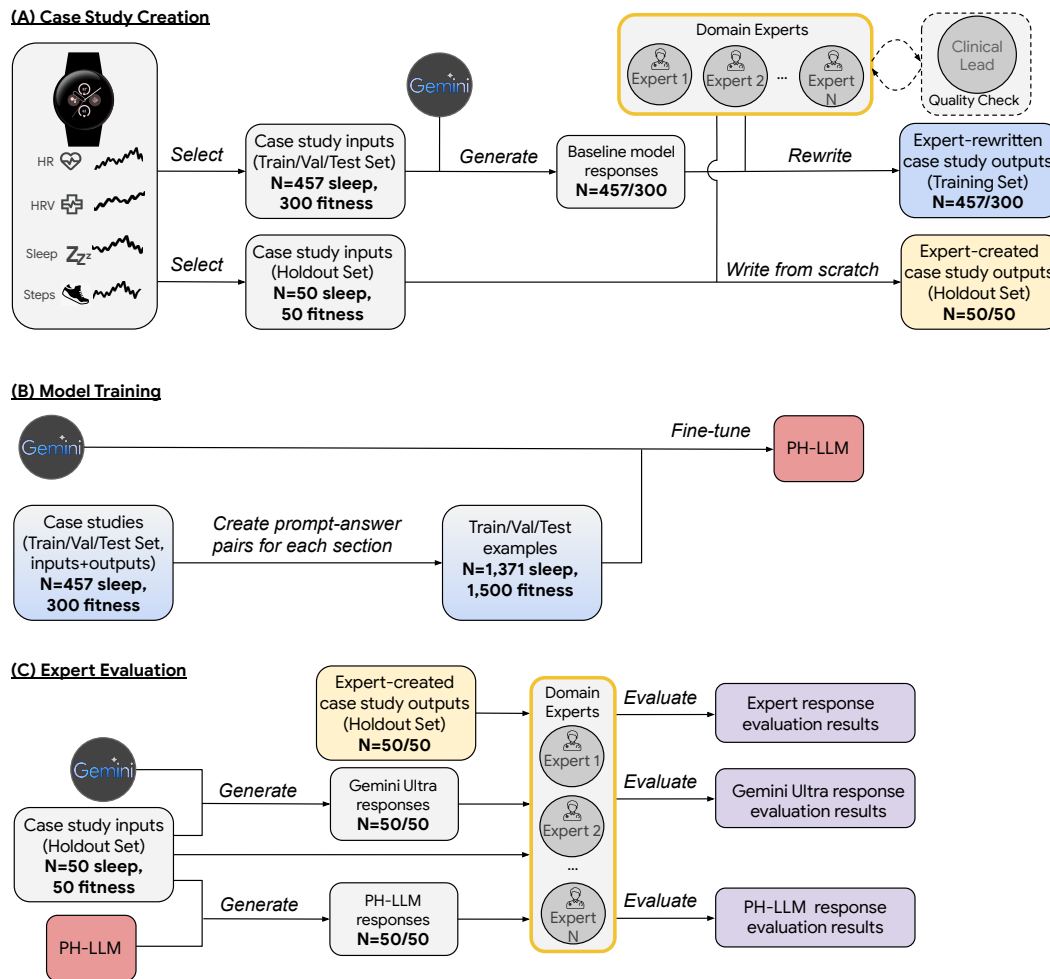 (A) Case Study Creation
HR
HRV
Sleep
ZZZ
Steps
Select
Select
Case study inputs
(Train/Val/Test Set)
N=457 sleep,
300 fitness
Case study inputs
(Holdout Set)
N=50 sleep,
50 fitness
Gemini
Generate
Baseline model
responses
N=457/300
Domain Experts
Expert 1
Expert 2
...
Expert
N
Clinical
Lead
Quality Check
Rewrite
Write from scratch
Expert-rewritten
case study outputs
(Training Set)
N=457/300
Expert-created
case study outputs
(Holdout Set)
N=50/50
(B) Model Training
Gemini
Fine-tune
PH-LLM
Case studies
(Train/Val/Test Set,
inputs+outputs)
N=457 sleep,
300 fitness
Create prompt-answer
pairs for each section
Train/Val/Test
examples
N=1,371 sleep,
1,500 fitness
(C) Expert Evaluation
Expert-created
case study outputs
(Holdout Set)
N=50/50
Gemini
Case study inputs
(Holdout Set)
N=50 sleep,
50 fitness
PH-LLM
Generate
Generate
Gemini Ultra
responses
N=50/50
PH-LLM
responses
N=50/50
Domain
Experts
Expert 1
Expert 2
...
Expert
N
Evaluate
Evaluate
Evaluate
Expert response
evaluation results
Gemini Ultra response
evaluation results
PH-LLM response
evaluation results